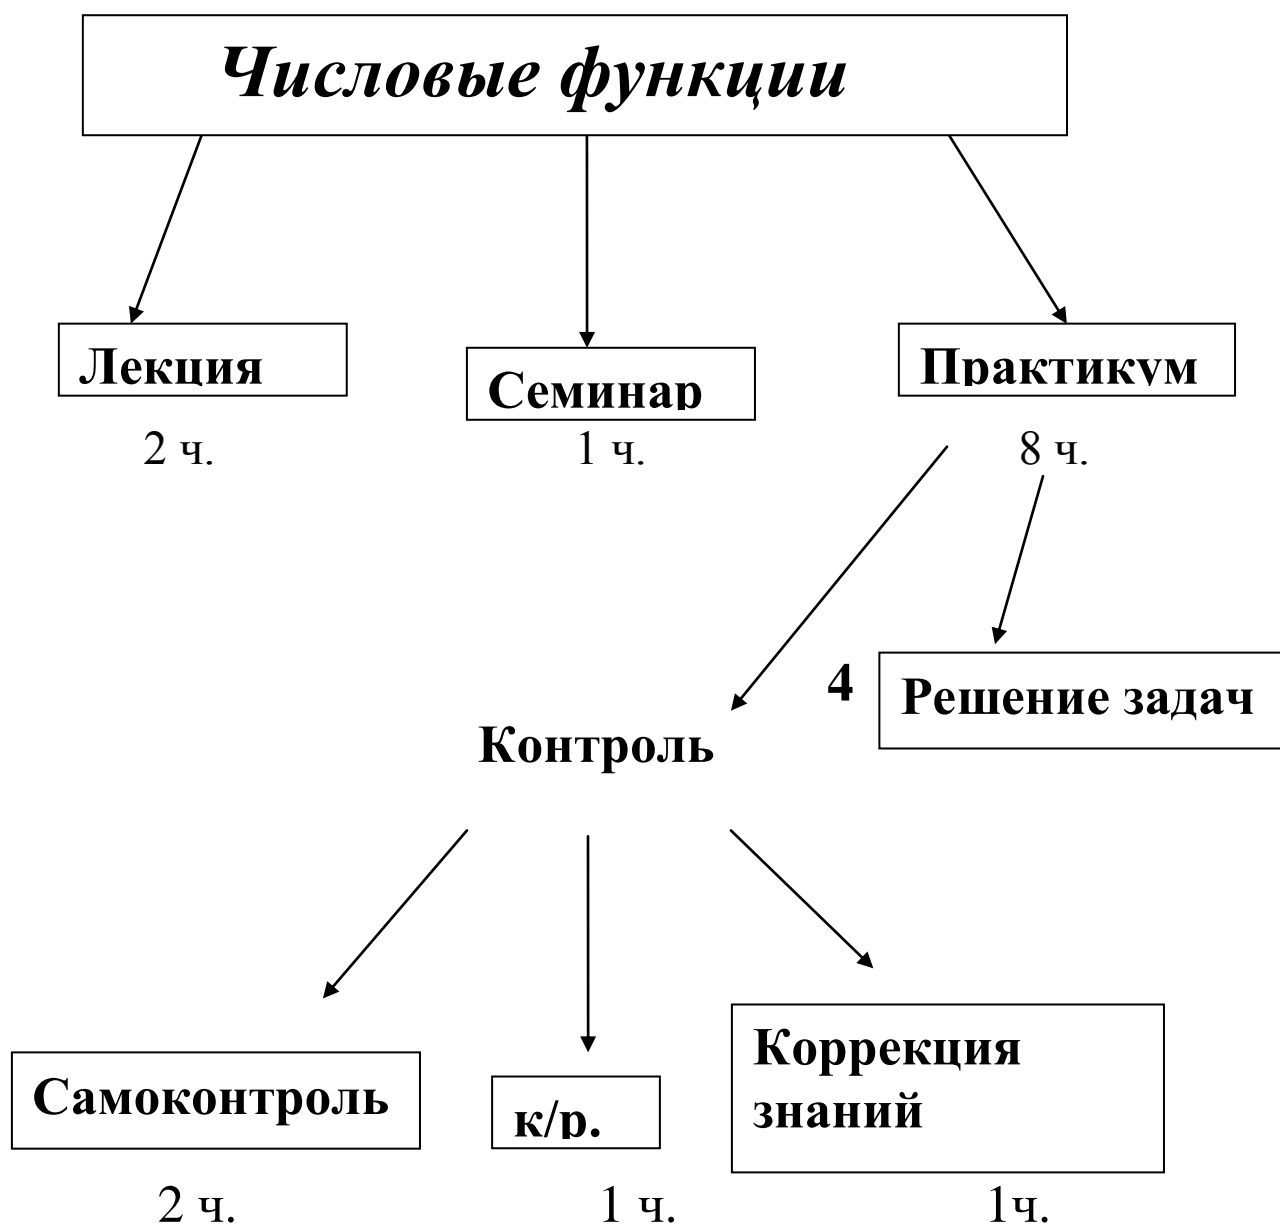 Числовые функции
Лекция
Семинар
Практикум
2 ч.
1 ч.
8 ч.
4
Решение задач
Контроль
Самоконтроль
к/р.
Коррекция
знаний
2 ч.
1 ч.
1ч.